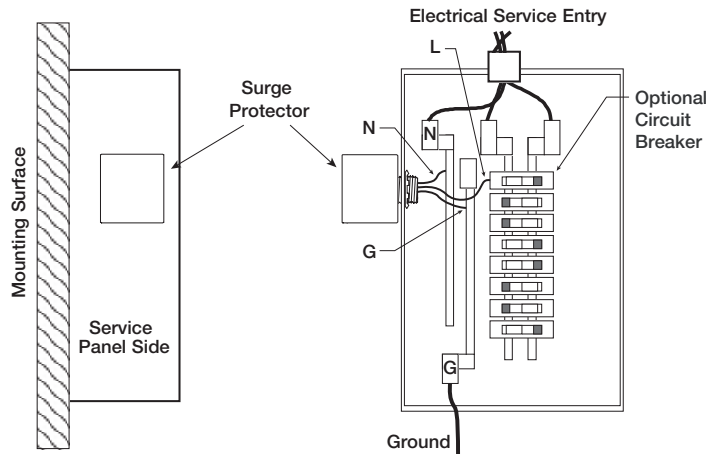 Electrical Service Entry
L
Surge
Protector
Optional
Circuit
Breaker
N
N
Mounting Surface
G
Service
Panel Side
G
Ground